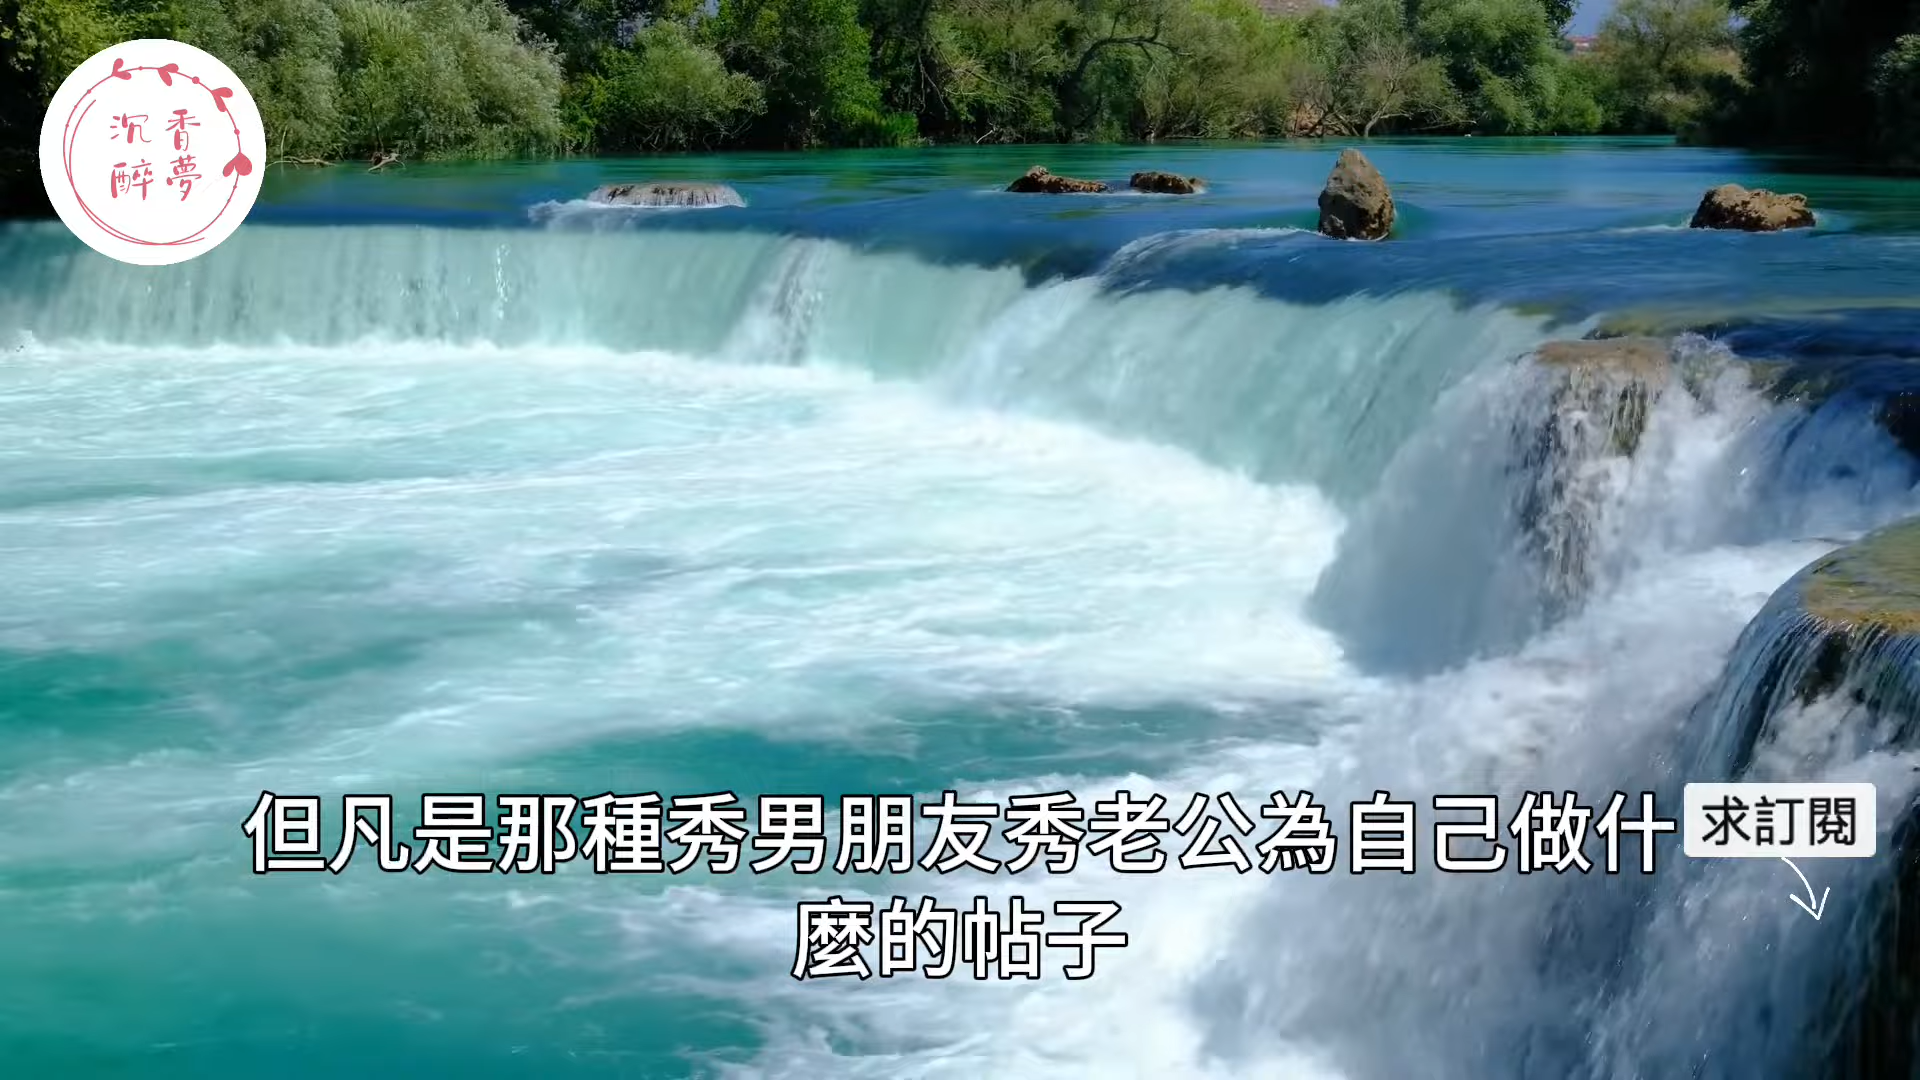 沉香
醉夢
但凡是那種秀男朋友秀老公為自己做什
麼的帖子
求訂閱